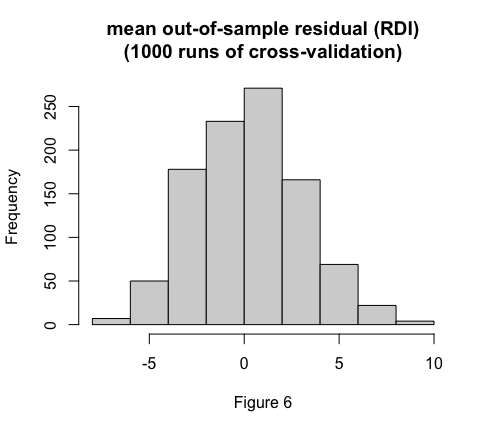 mean out-of-sample residual (RDI)
(1000 runs of cross-validation)
Frequency
250
200
150
100
50
0
-5 0 5 10
Figure 6